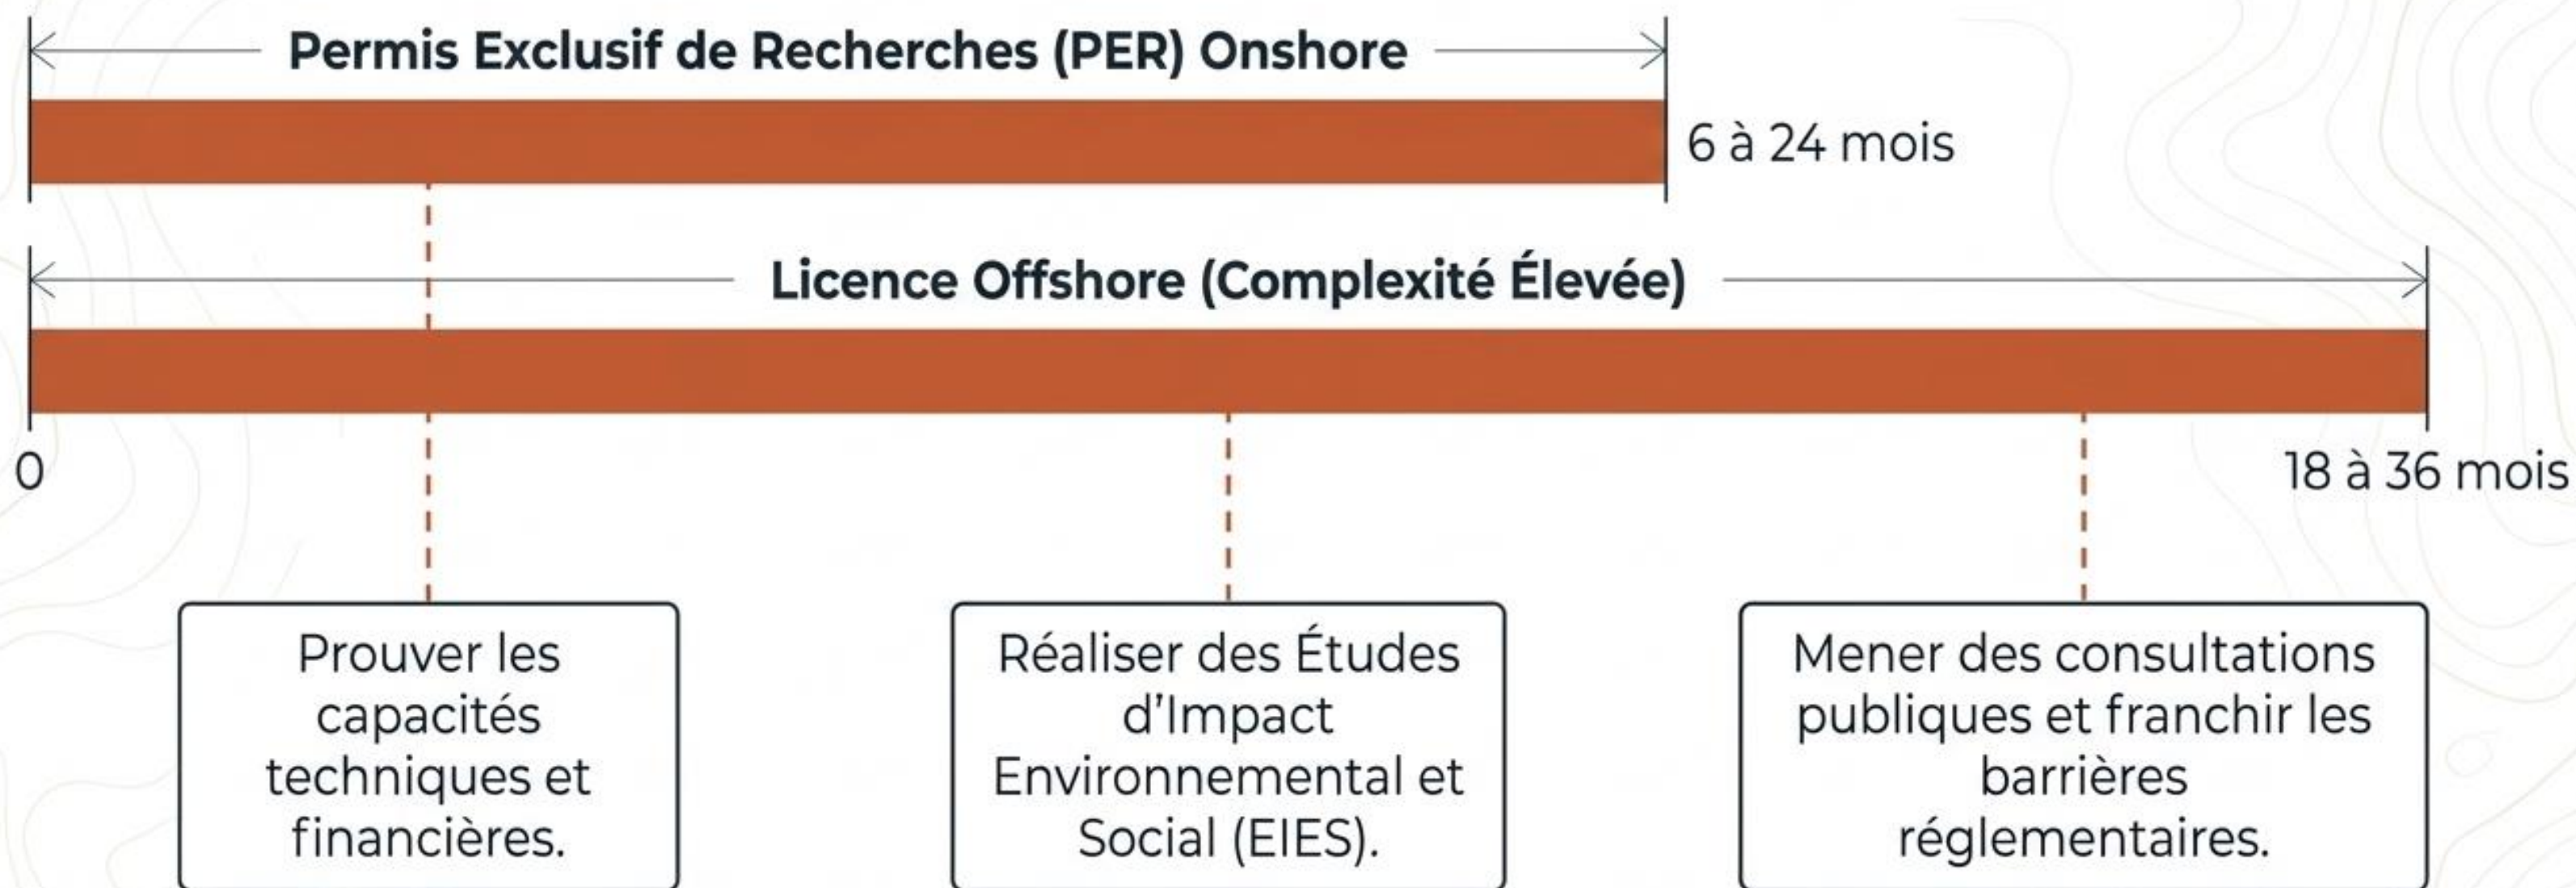 Permis Exclusif de Recherches (PER) Onshore
6 à 24 mois
Licence Offshore (Complexité Élevée)
0
18 à 36 mois
Prouver les
capacités
techniques et
financières.
Réaliser des Études
d'Impact
Environnemental et
Social (EIES).
Mener des consultations
publiques et franchir les
barrières
réglementaires.